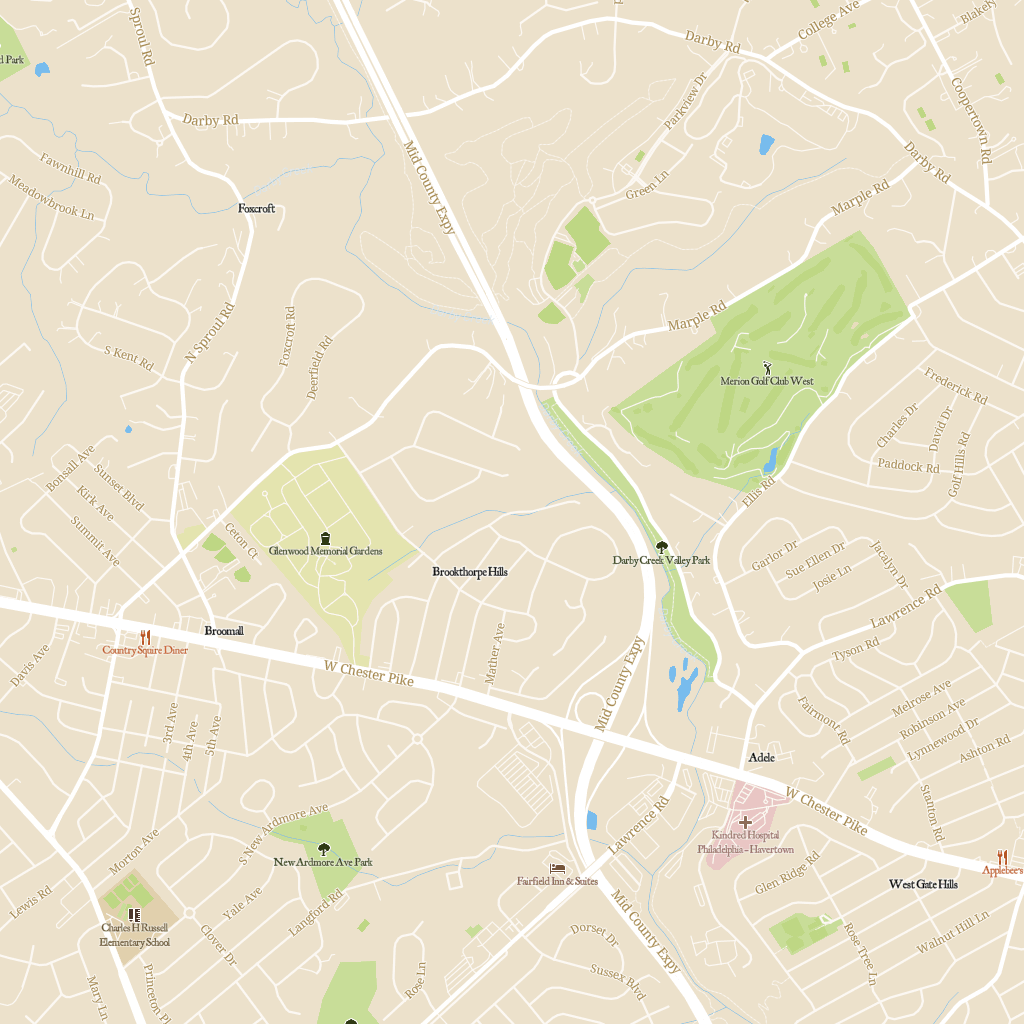 Sproul Rd
College Ave
Darby Rd
d Park
Coopertown Rd
Parkview Dr
Darby Rd
Mid County Expy
Darby Rd
Fawnhill Rd
Meadowbrook Ln
Green Ln
Marple Rd
Foxcroft
Marple Rd
N Sproul Rd
Foxcroft Rd
Deerfield Rd
S Kent Rd
Merion Golf Club West
Frederick Rd
Charles Dr
David Dr
Golf Hills Rd
Paddock Rd
Bonsall Ave
Sunset Blvd
Kirk Ave
Summit Ave
Ceton Ct
Ellis Rd
Glenwood Memorial Gardens
Darby Creek Valley Park
Garlor Dr
Sue Ellen Dr
Josie Ln
Jacalyn Dr
Brookthorpe Hills
Lawrence Rd
Broomall
Country Squire Diner
Tyson Rd
Davis Ave
Mather Ave
W Chester Pike
Mid County Expy
Melrose Ave
Robinson Ave
Lynnewood Dr
Ashton Rd
Fairmont Rd
3rd Ave
4th Ave
5th Ave
Adele
W Chester Pike
Stanton Rd
Lawrence Rd
Kindred Hospital
Philadelphia - Havertown
S New Ardmore Ave
Morton Ave
New Ardmore Ave Park
Fairfield Inn & Suites
Glen Ridge Rd
West Gate Hills
Applebee's
Lewis Rd
Yale Ave
Langford Rd
Charles H Russell
Elementary School
Clover Dr
Mid County Expy
Dorset Dr
Walnut Hill Ln
Rose Tree Ln
Sussex Blvd
Rose Ln
Mary Ln